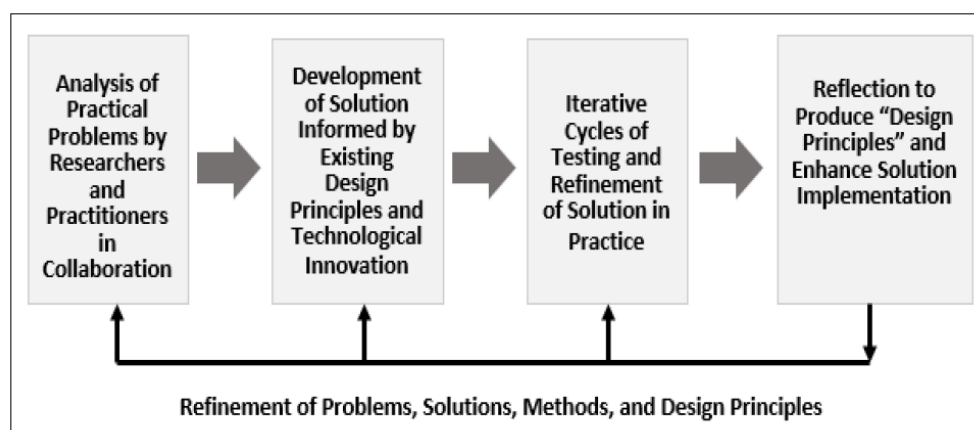 Analysis of
Practical
Problems by
Researchers
and
Practitioners
in
Collaboration
Development
of Solution
Informed by
Existing
Design
Principles and
Technological
Innovation
Iterative
Cycles of
Testing and
Refinement
of Solution in
Practice
Reflection to
Produce “Design
Principles” and
Enhance Solution
Implementation
Refinement of Problems, Solutions, Methods, and Design Principles